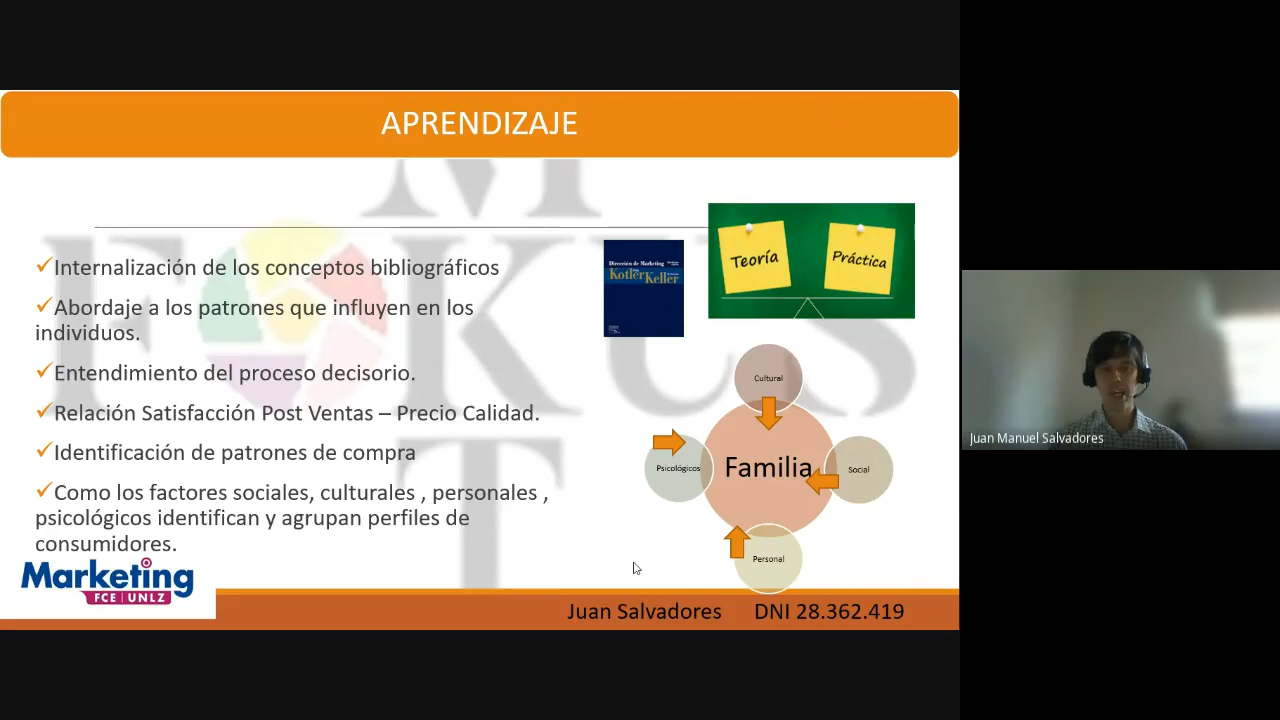 APRENDIZAJE
FOKUS
M
T
Internalización de los conceptos bibliográficos
Abordaje a los patrones que influyen en los
individuos.
Entendimiento del proceso decisorio.
Relación Satisfacción Post Ventas – Precio Calidad.
Identificación de patrones de compra
Como los factores sociales, culturales , personales ,
psicológicos identifican y agrupan perfiles de
consumidores.
Dirección de Marketing
Kotler
Keller
Teoría
Práctica
Cultural
Psicológicos
Familia
Social
Personal
Marketing
FCE | UNLZ
Juan Salvadores DNI 28.362.419
Juan Manuel Salvadores